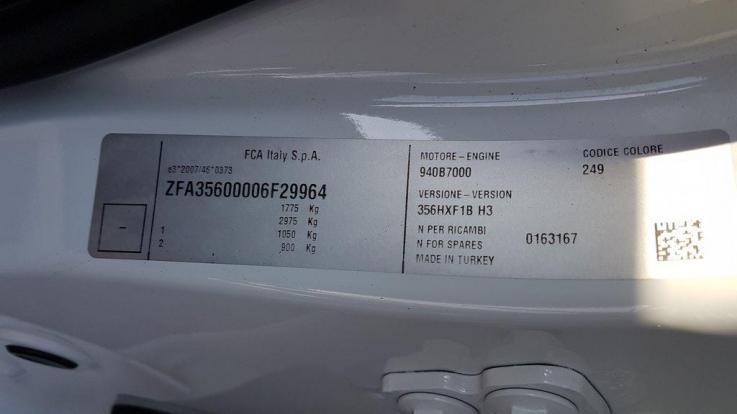 FCA Italy S.p.A.
e3*2007/46*0373
ZFA35600006F29964
1775 Kg
2975 Kg
1 1050 Kg
2 900 Kg
-
MOTORE-ENGINE
940B7000
VERSIONE-VERSION
356HXF1B H3
N PER RICAMBI
N FOR SPARES 0163167
MADE IN TURKEY
CODICE COLORE
249